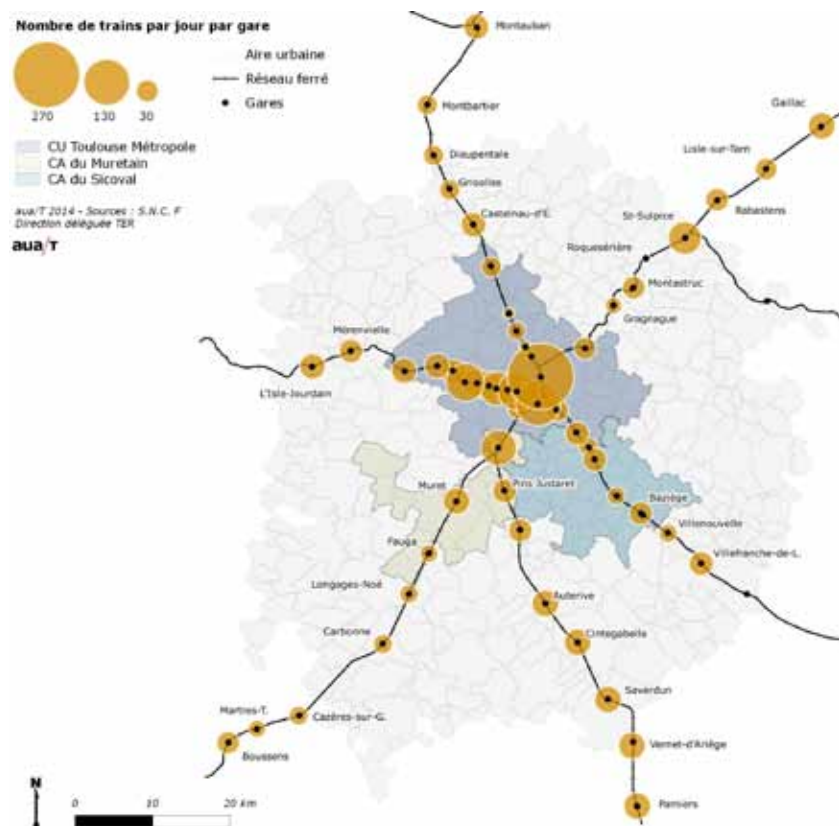 Nombre de trains par jour par gare
270
130
30
Aire urbaine
Réseau ferré
Gares
CU Toulouse Métropole
CA du Muretain
CA du Sicoval
aua/T 2014 - Sources : S.N.C. F
Direction déléguée TER
aua/T
Montauban
Montbartier
Gaillac
Dieupentale
Lisle-sur-Tarn
Grisolles
Rabastens
Castelnau-d'E.
St-Sulpice
Roquesérière
Montastruc
Gragnague
Mérenvielle
L'Isle-Jourdain
Muret
Pins Justaret
Baziège
Villenouvelle
Fauga
Villefranche-de-L.
Longages-Noé
Auterive
Carbonne
Cintegabelle
Saverdun
Martres-T.
Cazères-sur-G.
Boussens
Vernet-d'Ariège
Pamiers
N
0
10
20 km